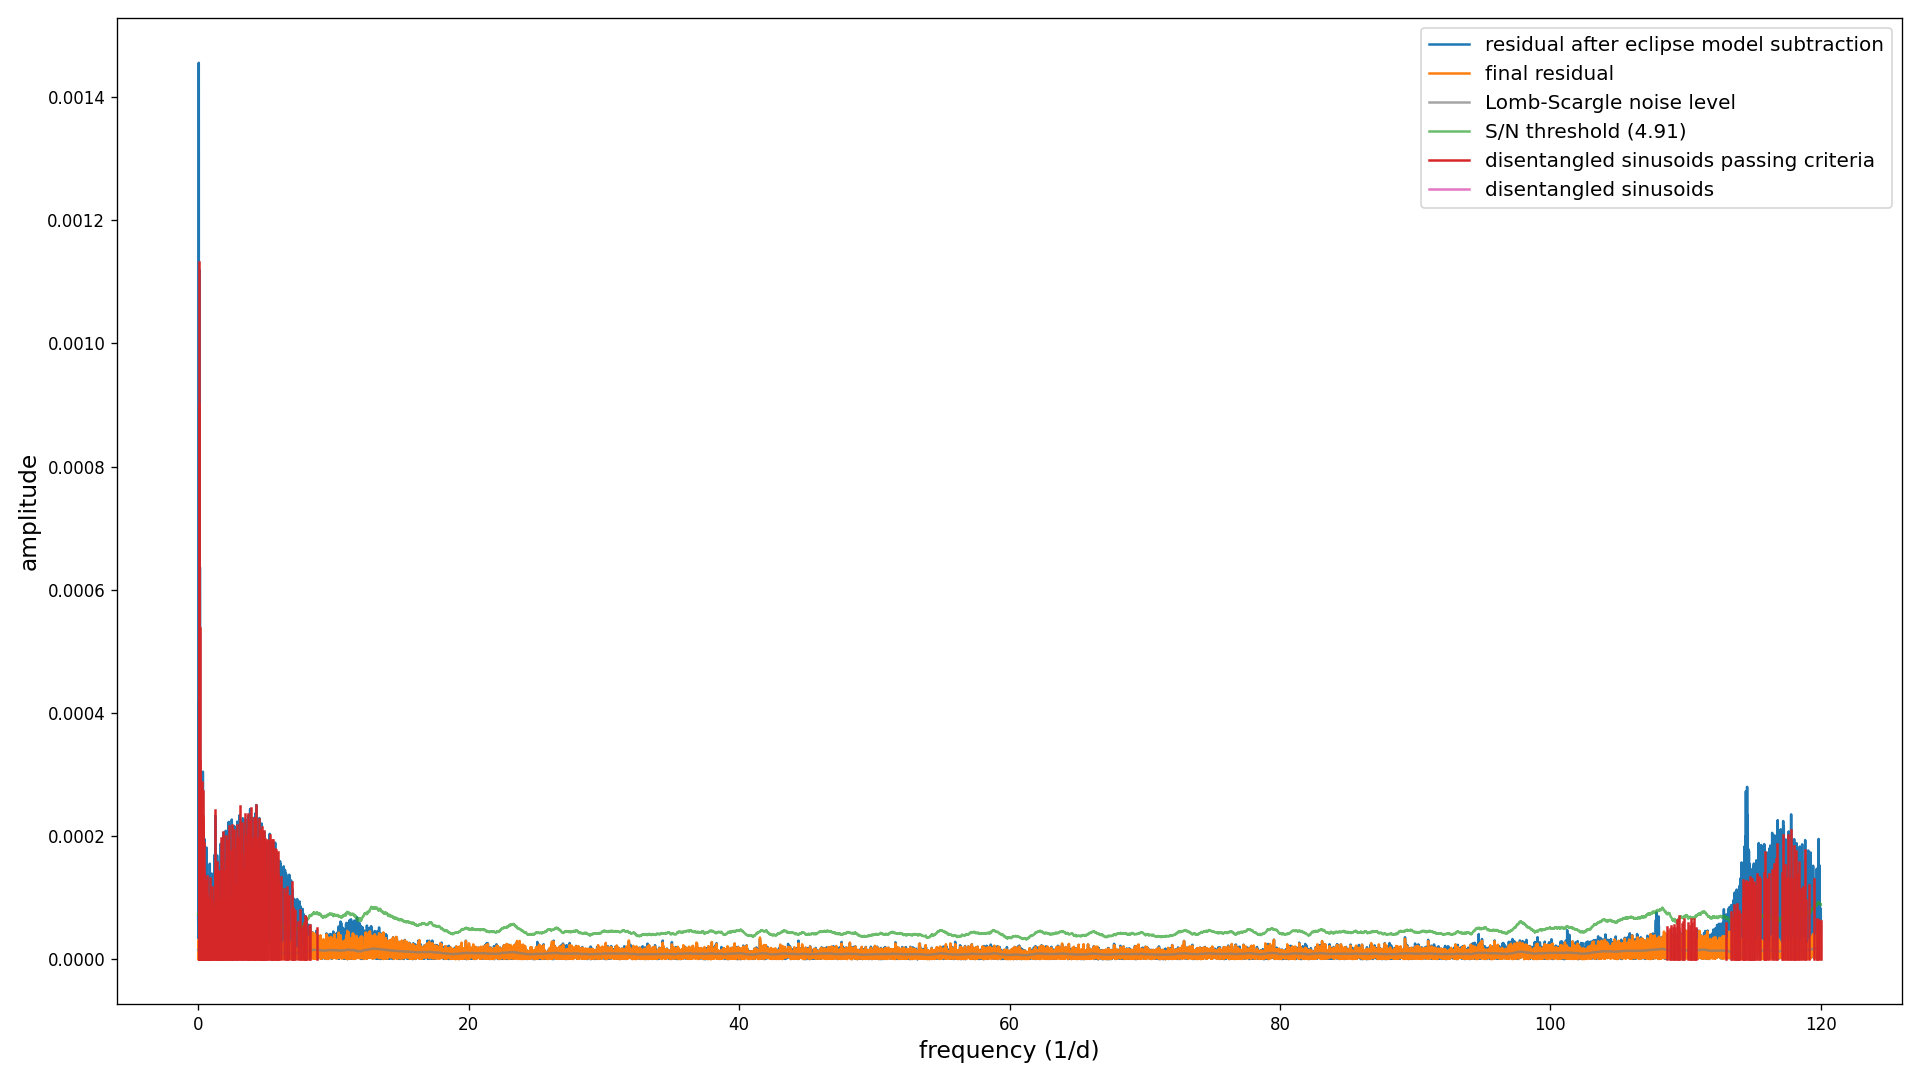 residual after eclipse model subtraction
final residual
Lomb-Scargle noise level
S/N threshold (4.91)
disentangled sinusoids passing criteria
disentangled sinusoids
0.0014
0.0012
0.0010
0.0008
0.0006
0.0004
0.0002
0.0000
amplitude
0 20 40 60 80 100 120
frequency (1/d)